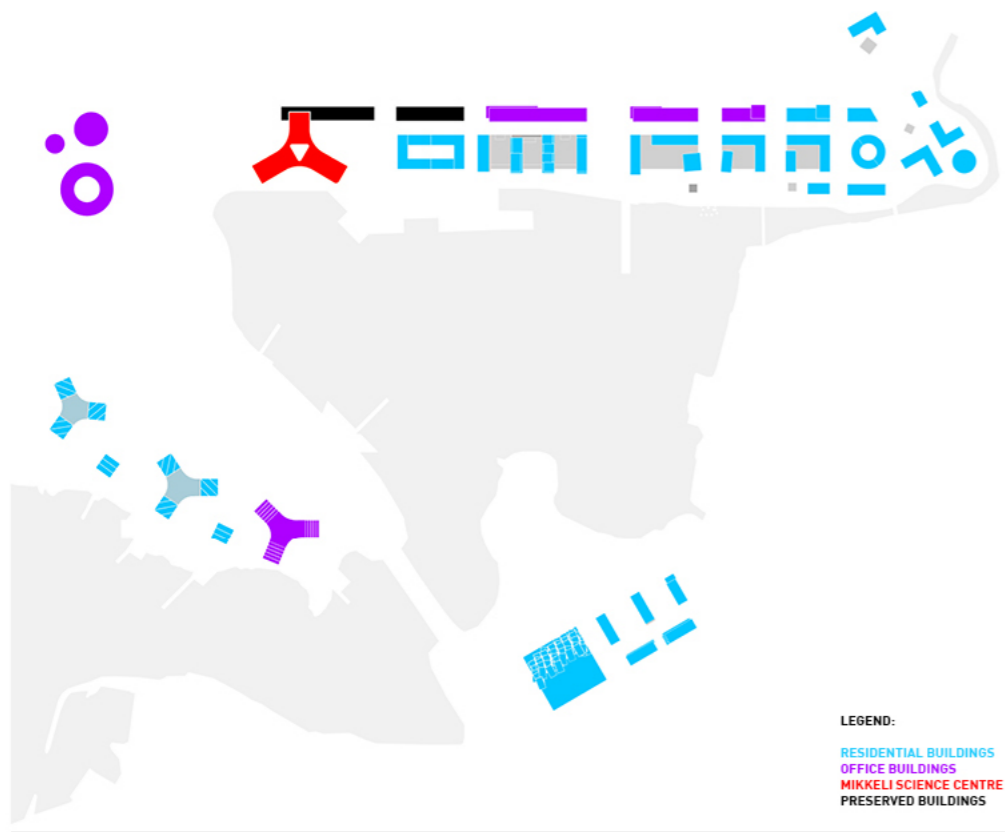 LEGEND:
RESIDENTIAL BUILDINGS
OFFICE BUILDINGS
MIKKELI SCIENCE CENTRE
PRESERVED BUILDINGS